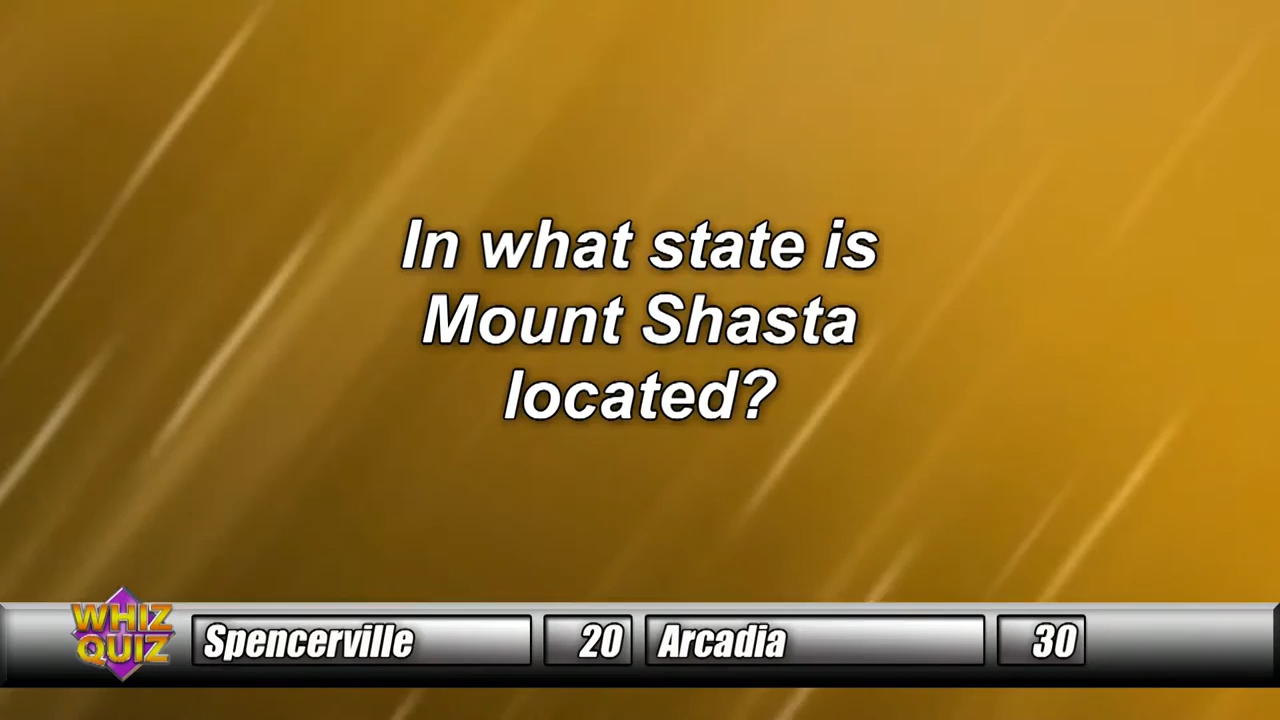 In what state is
Mount Shasta
located?
WHIZ
QUIZ
Spencerville 20 Arcadia 30